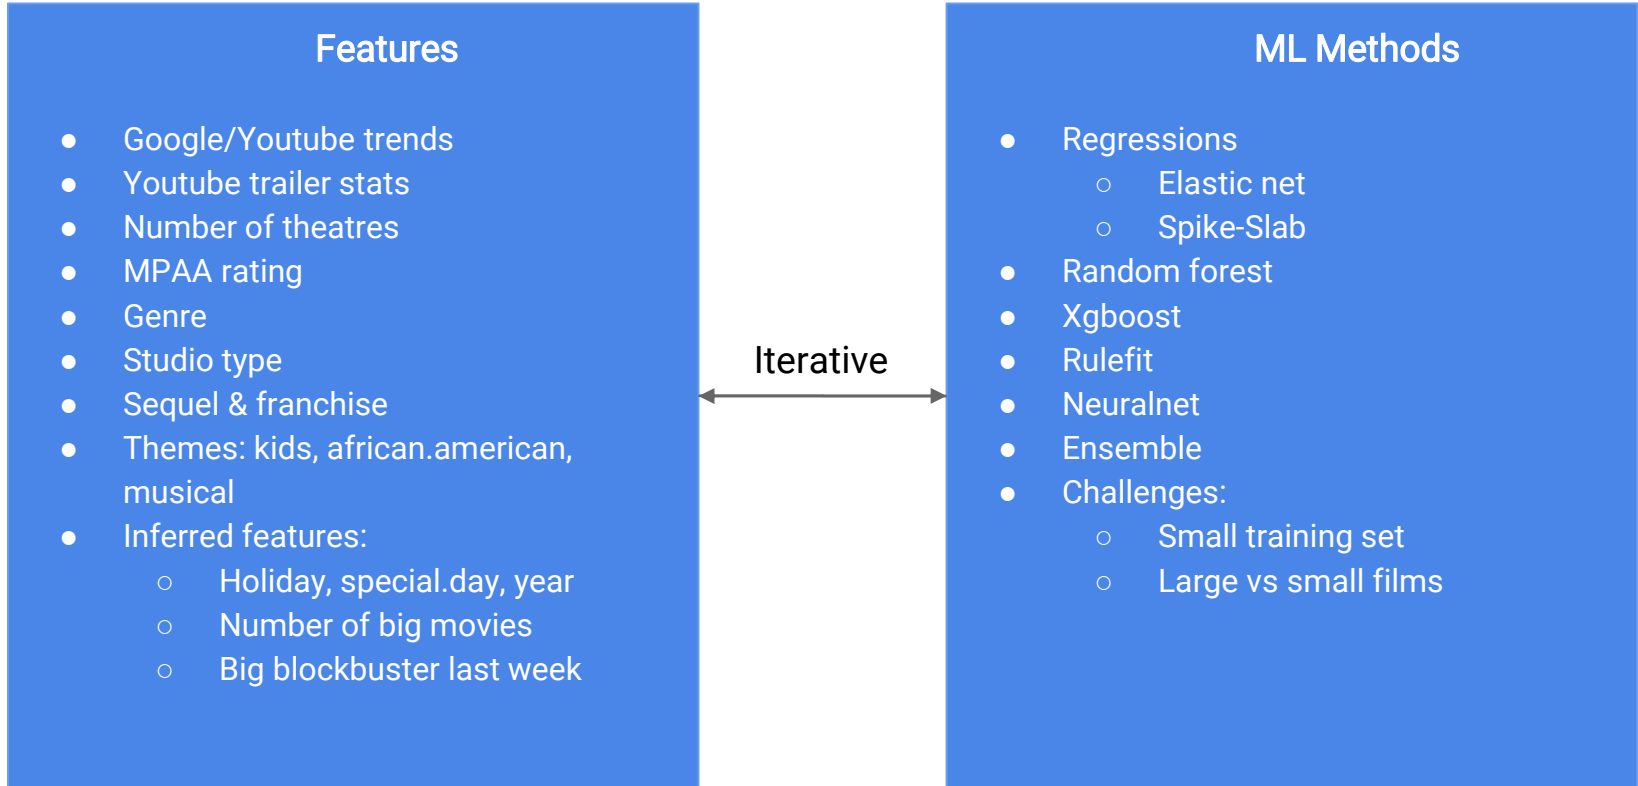 Features
● Google/Youtube trends
● Youtube trailer stats
● Number of theatres
● MPAA rating
● Genre
● Studio type
● Sequel & franchise
● Themes: kids, african.american,
musical
● Inferred features:
○ Holiday, special.day, year
○ Number of big movies
○ Big blockbuster last week
Iterative
ML Methods
● Regressions
○ Elastic net
○ Spike-Slab
● Random forest
● Xgboost
● Rulefit
● Neuralnet
● Ensemble
● Challenges:
○ Small training set
○ Large vs small films